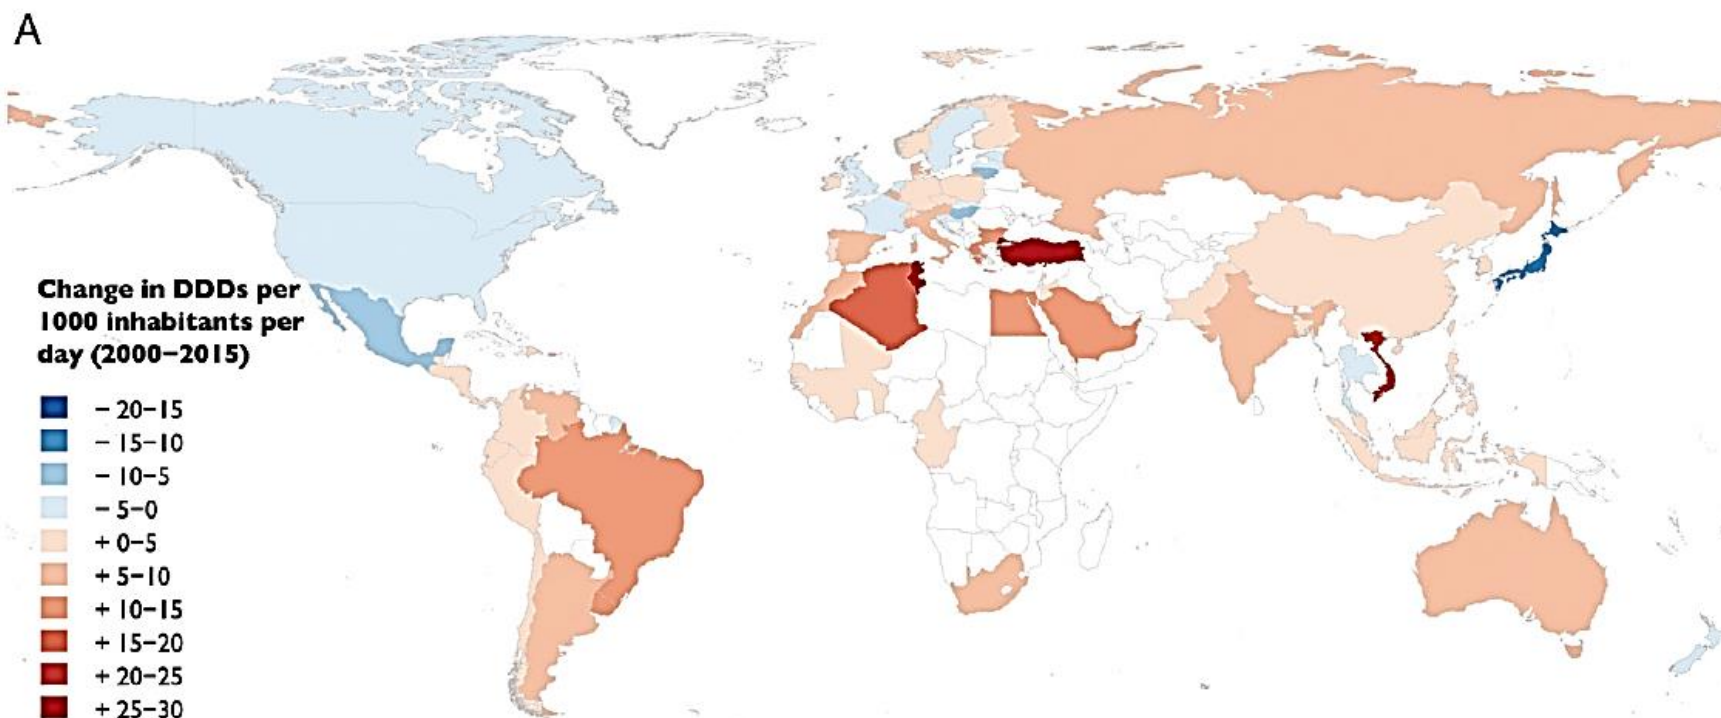 A
Change in DDDs per
1000 inhabitants per
day (2000–2015)
– 20–15
– 15–10
– 10–5
– 5–0
+ 0–5
+ 5–10
+ 10–15
+ 15–20
+ 20–25
+ 25–30